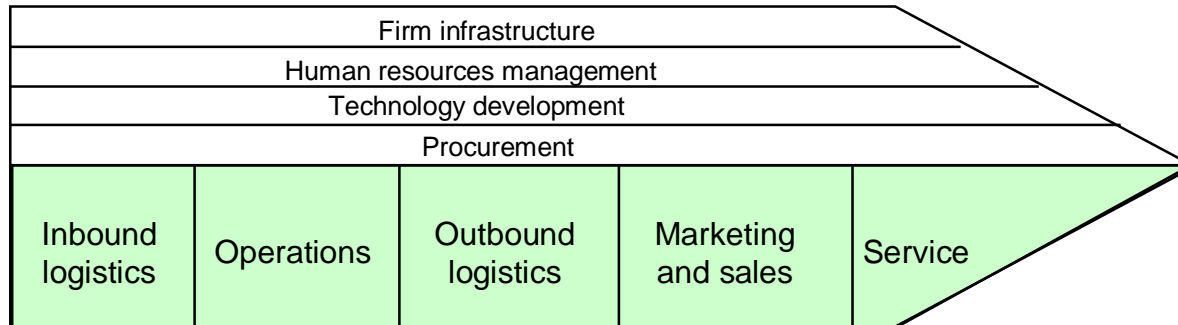 Firm infrastructure
Human resources management
Technology development
Procurement
Inbound
logistics
Operations
Outbound
logistics
Marketing
and sales
Service